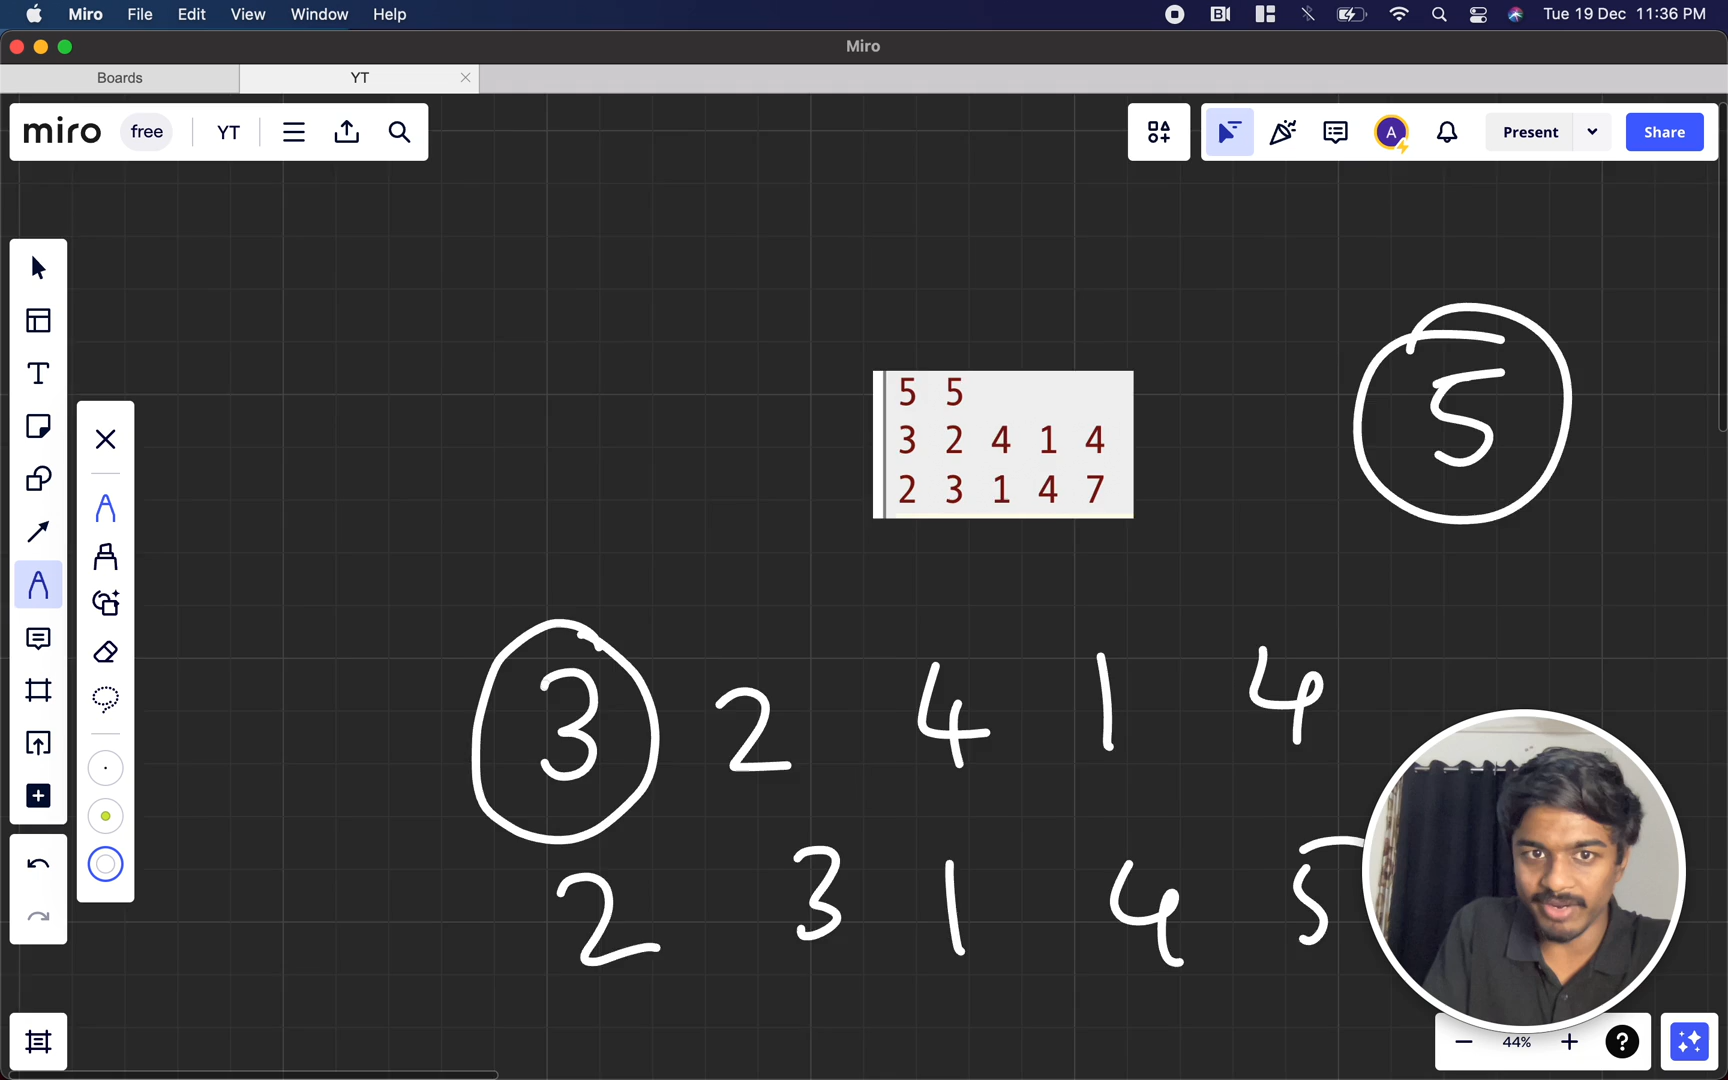 Miro File Edit View Window Help Tue 19 Dec 11:36 PM
Miro
Boards YT
miro free YT Present Share
5 5
3 2 4 1 4
2 3 1 4 7
5
3 2 4 1 4
2 3 1 4 5
44%